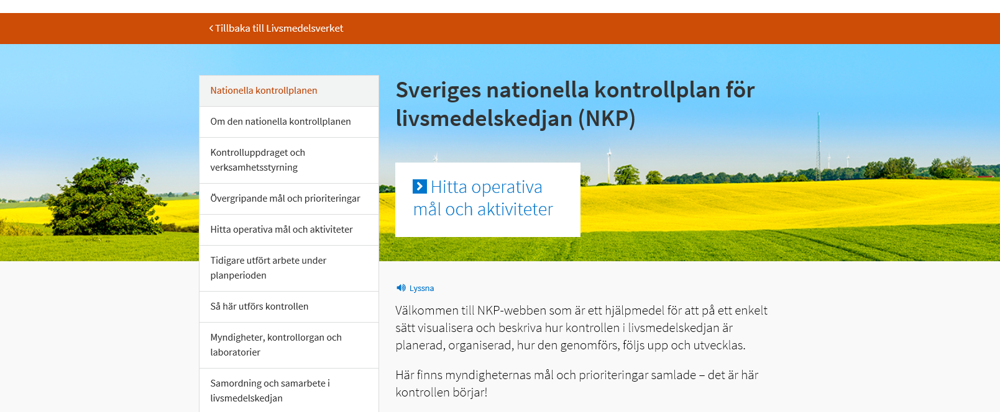 Tillbaka till Livsmedelsverket
Nationella kontrollplanen
Om den nationella kontrollplanen
Kontrolluppdraget och
verksamhetsstyrning
Övergripande mål och prioriteringar
Hitta operativa mål och aktiviteter
Tidigare utfört arbete under
planperioden
Så här utförs kontrollen
Myndigheter, kontrollorgan och
laboratorier
Samordning och samarbete i
livsmedelskedjan
Sveriges nationella kontrollplan för
livsmedelskedjan (NKP)
Hitta operativa
mål och aktiviteter
Lyssna
Välkommen till NKP-webben som är ett hjälpmedel för att på ett enkelt
sätt visualisera och beskriva hur kontrollen i livsmedelskedjan är
planerad, organiserad, hur den genomförs, följs upp och utvecklas.
Här finns myndigheternas mål och prioriteringar samlade – det är här
kontrollen börjar!